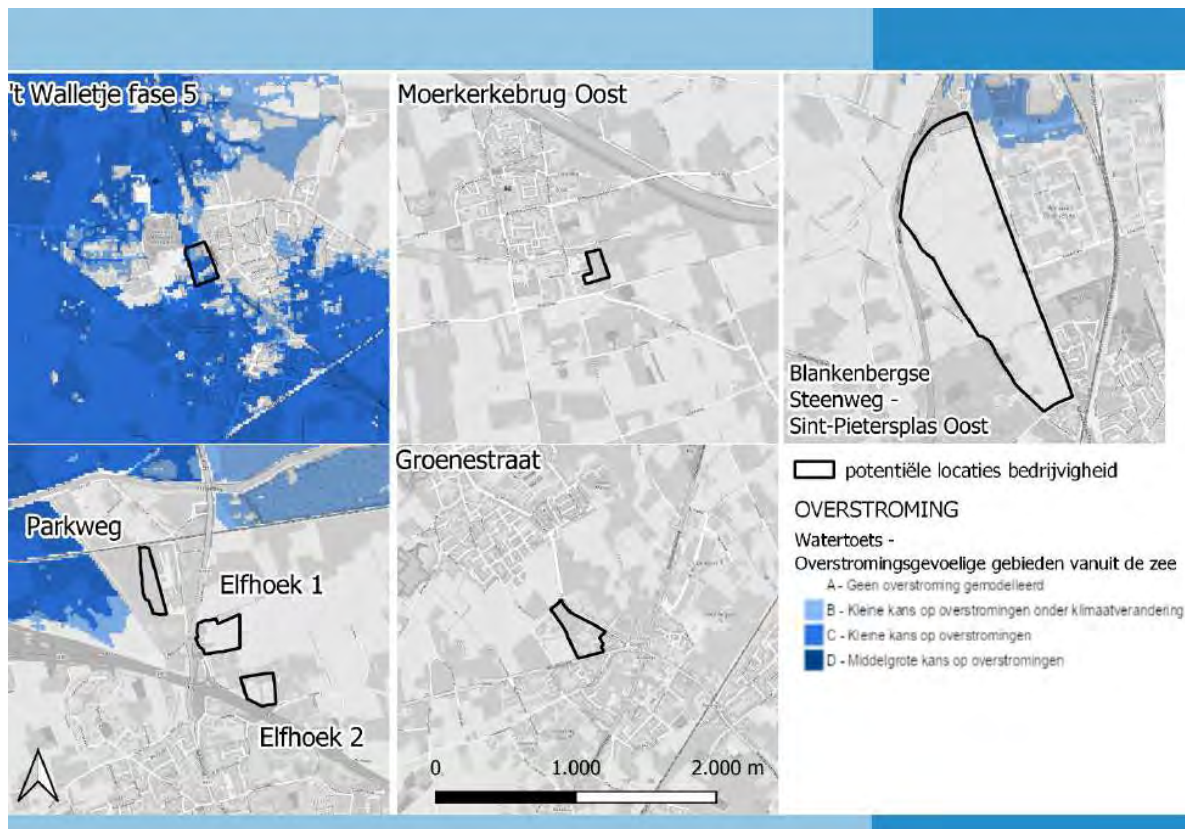 't Walletje fase 5
Moerkerkebrug Oost
Blankenbergse
Steenweg -
Sint-Pietersplas Oost
Parkweg
Elfhoek 1
Elfhoek 2
Groenestraat
0 1.000 2.000 m
potentiële locaties bedrijvigheid
OVERSTROMING
Watertoets -
Overstromingsgevoelige gebieden vanuit de zee
A - Geen overstroming gemodelleerd
B - Kleine kans op overstromingen onder klimaatverandering
C - Kleine kans op overstromingen
D - Middelgrote kans op overstromingen